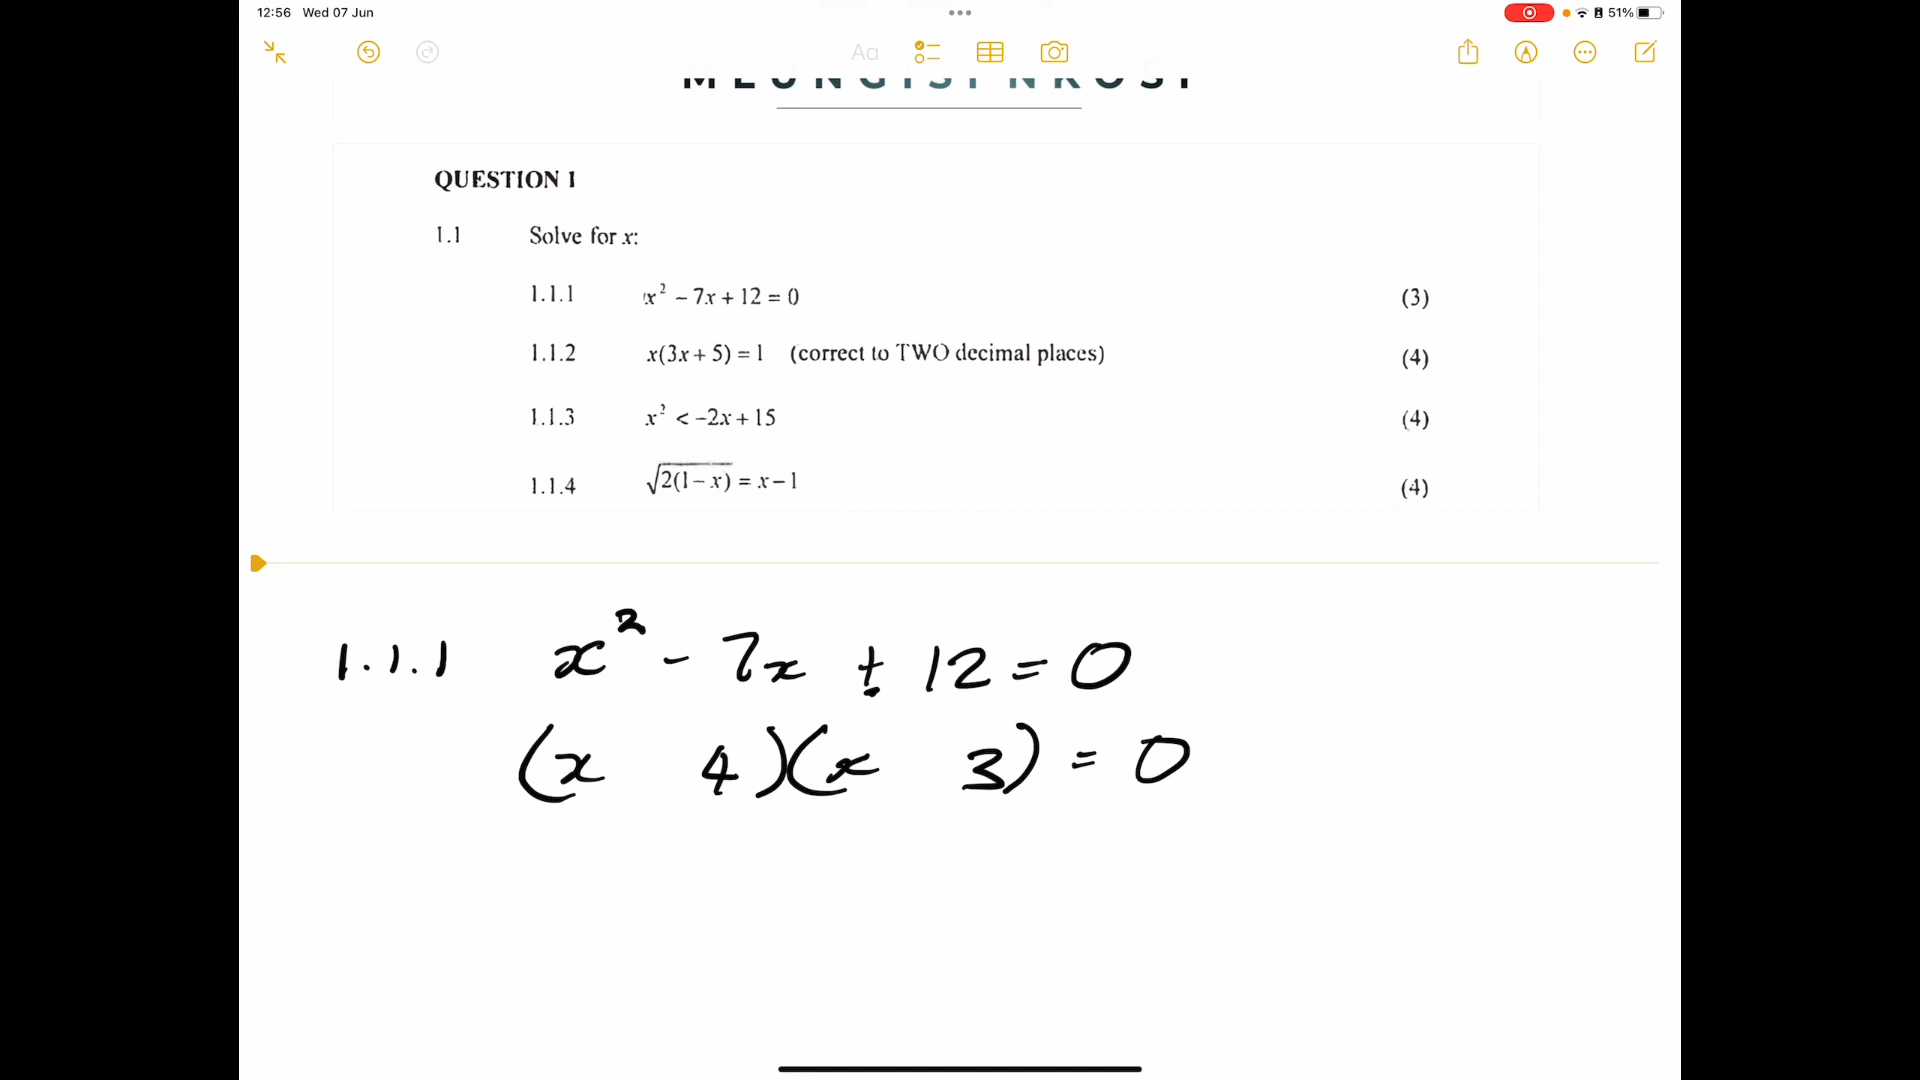 12:56 Wed 07 Jun
51%
Aa
MLUNGISI NKOSI
QUESTION 1
1.1 Solve for x:
1.1.1 x² − 7x + 12 = 0 (3)
1.1.2 x(3x + 5) = 1 (correct to TWO decimal places) (4)
1.1.3 x² < −2x + 15 (4)
1.1.4 √2(1 − x) = x − 1 (4)
1.1.1 x² - 7x + 12 = 0
(x 4)(x 3) = 0